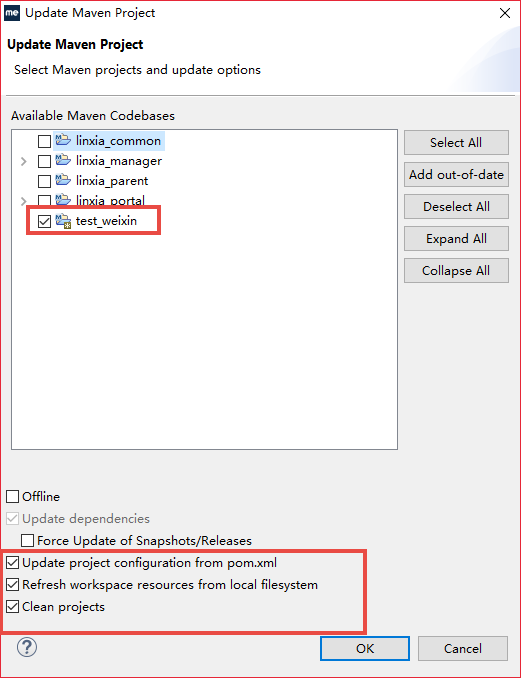 me Update Maven Project
Update Maven Project
Select Maven projects and update options
Available Maven Codebases
linxia_common
linxia_manager
linxia_parent
linxia_portal
test_weixin
Select All
Add out-of-date
Deselect All
Expand All
Collapse All
Offline
Update dependencies
Force Update of Snapshots/Releases
Update project configuration from pom.xml
Refresh workspace resources from local filesystem
Clean projects
?
OK
Cancel